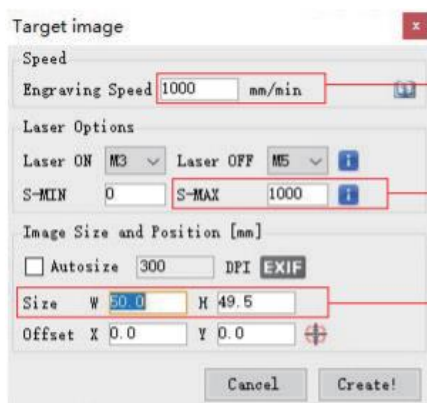 Target image x
Speed
Engraving Speed 1000 mm/min
Laser Options
Laser ON M3 Laser OFF M5 i
S-MIN 0 S-MAX 1000 i
Image Size and Position [mm]
Autosize 300 DPI EXIF
Size W 50.0 H 49.5
Offset X 0.0 Y 0.0
Cancel Create!